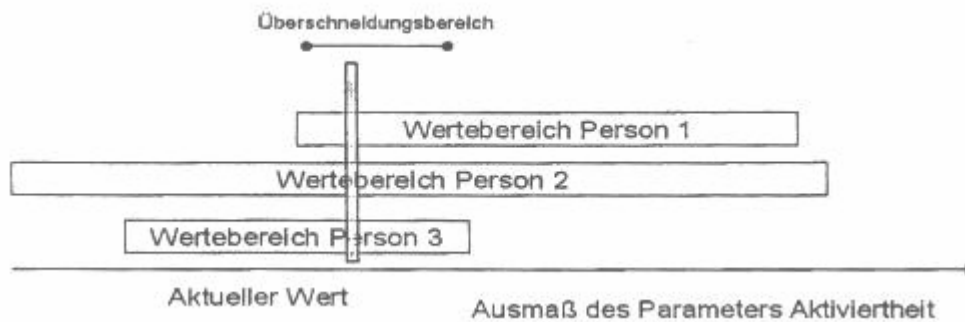 Überschneidungsbereich
Wertebereich Person 1
Wertebereich Person 2
Wertebereich Person 3
Aktueller Wert
Ausmaß des Parameters Aktiviertheit